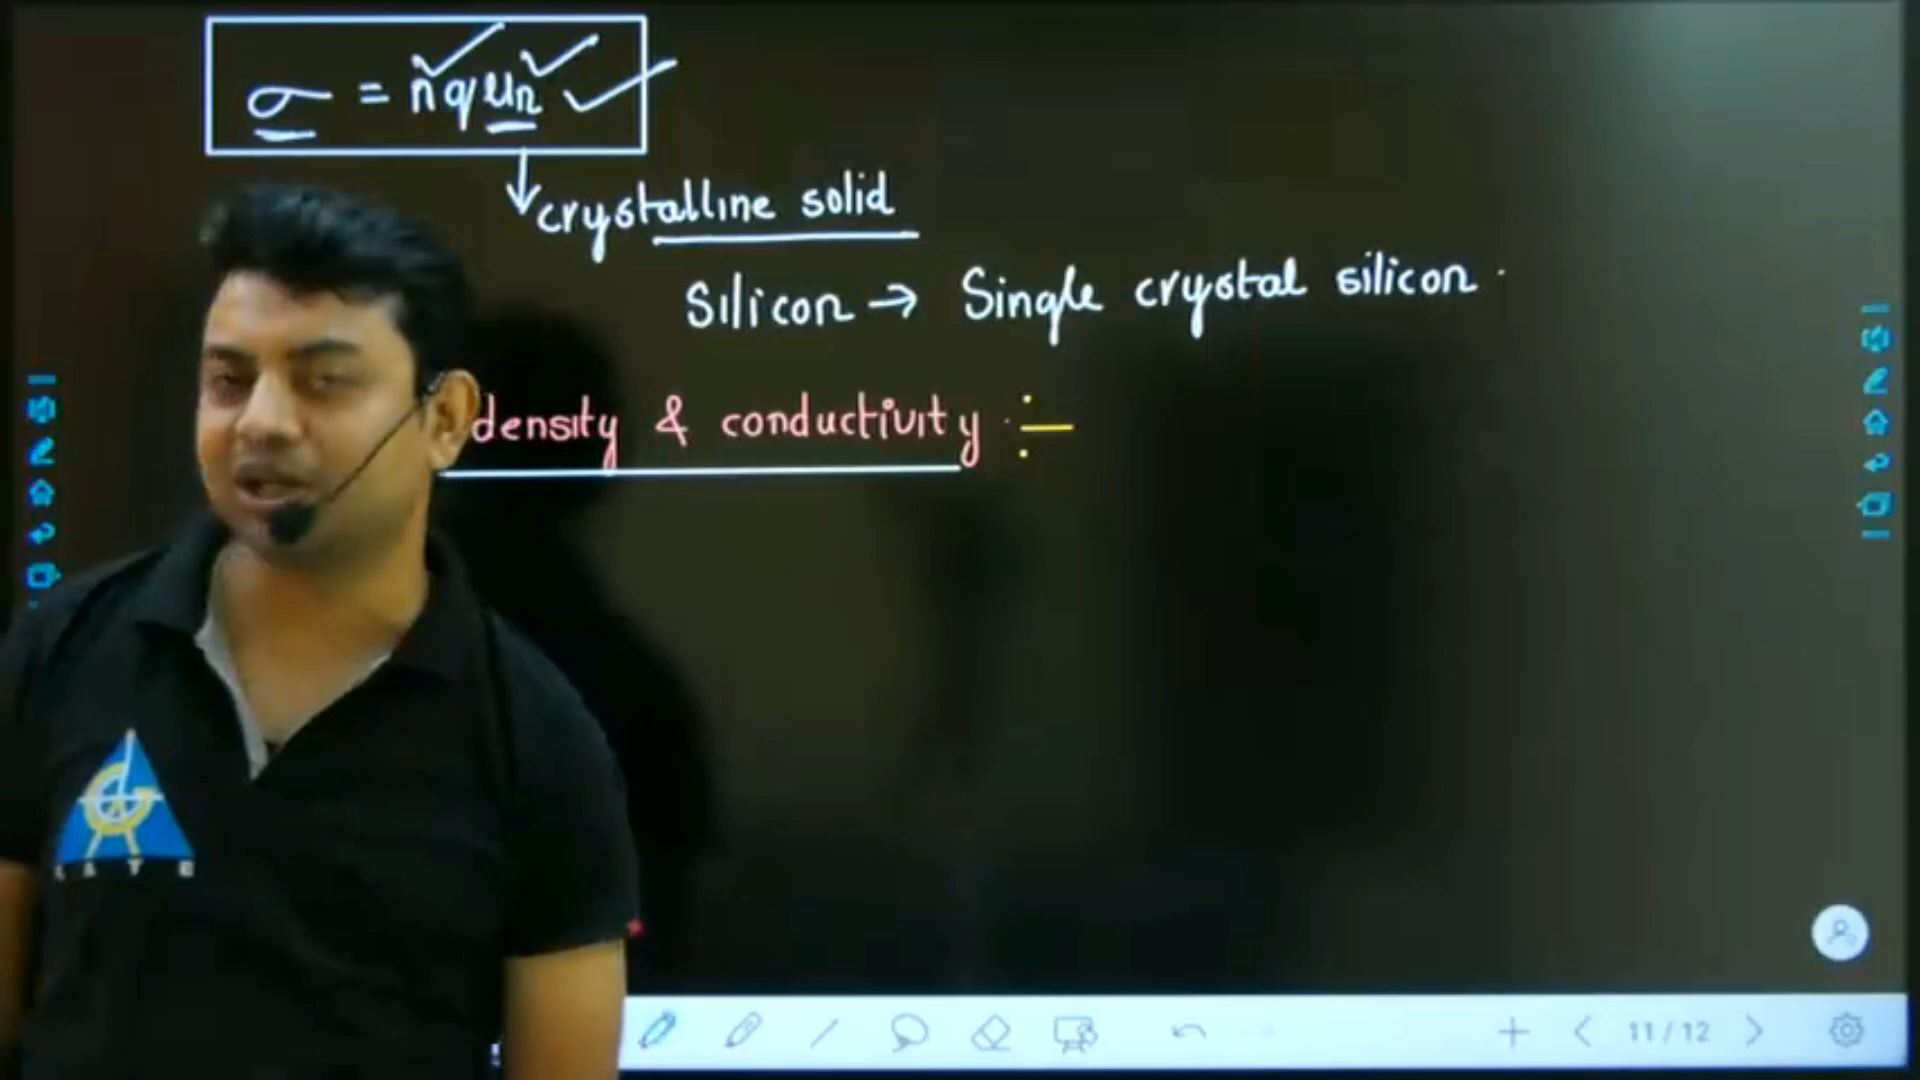 σ = nqμn
crystalline solid
Silicon → Single crystal silicon
density & conductivity :-
11/12